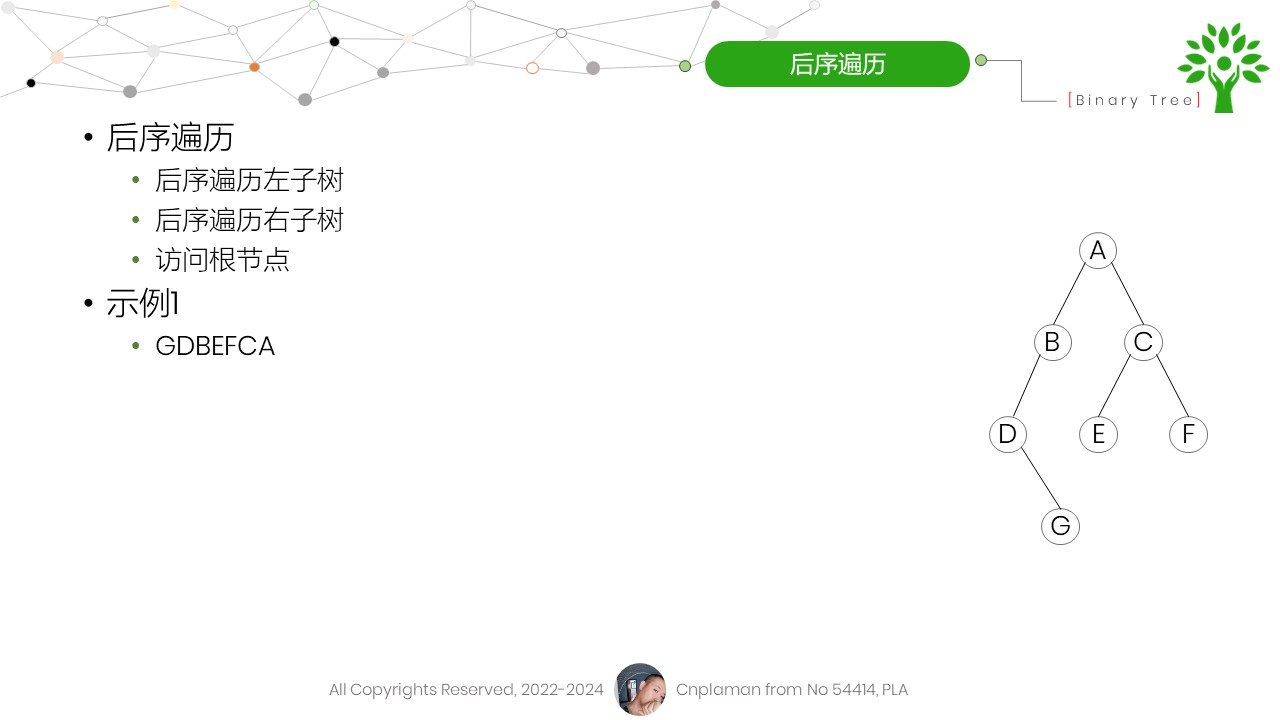 后序遍历
[Binary Tree]
• 后序遍历
• 后序遍历左子树
• 后序遍历右子树
• 访问根节点
• 示例1
• GDBEFCA
A
B C
D E F
G
All Copyrights Reserved, 2022-2024 Cnplaman from No 54414, PLA